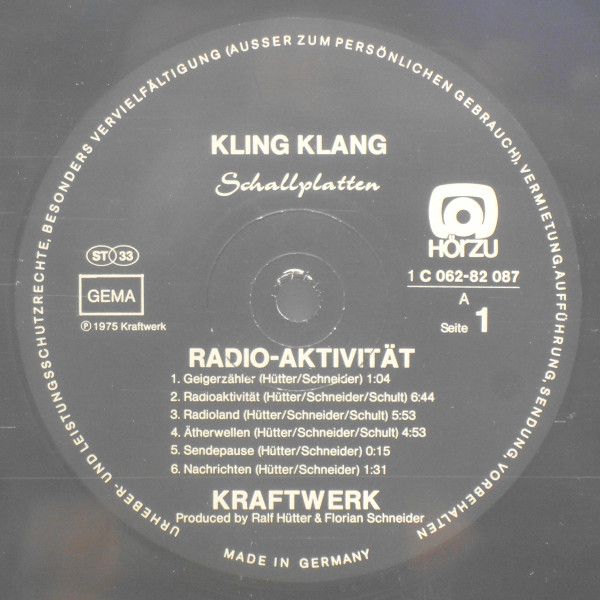 URHEBER- UND LEISTUNGSSCHUTZRECHTE, BESONDERS VERVIELFÄLTIGUNG (AUSSER ZUM PERSÖNLICHEN GEBRAUCH), VERMIETUNG, AUFFÜHRUNG, SENDUNG, VORBEHALTEN
KLING KLANG
Schallplatten
HÖRZU
ST 33
GEMA
℗ 1975 Kraftwerk
1 C 062-82 087
A
Seite 1
RADIO-AKTIVITÄT
1. Geigerzähler (Hütter/Schneider) 1:04
2. Radioaktivität (Hütter/Schneider/Schult) 6:44
3. Radioland (Hütter/Schneider/Schult) 5:53
4. Ätherwellen (Hütter/Schneider/Schult) 4:53
5. Sendepause (Hütter/Schneider) 0:15
6. Nachrichten (Hütter/Schneider) 1:31
KRAFTWERK
Produced by Ralf Hütter & Florian Schneider
MADE IN GERMANY